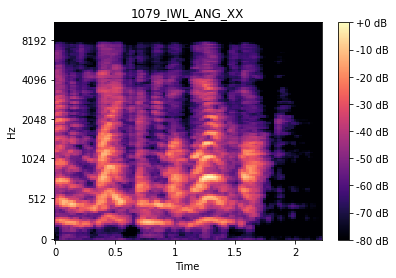 1079_IWL_ANG_XX
+0 dB
8192
-10 dB
4096
-20 dB
-30 dB
2048
Hz
-40 dB
1024
-50 dB
512
-60 dB
-70 dB
0
-80 dB
0
0.5
1
1.5
2
Time